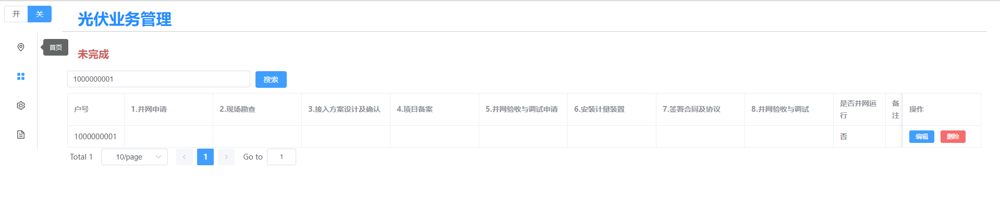 开 关
光伏业务管理
首页
未完成
1000000001 搜索
户号 1.并网申请 2.现场勘查 3.接入方案设计及确认 4.项目备案 5.并网验收与调试申请 6.安装计量装置 7.签署合同及协议 8.并网验收与调试 是否并网运行 备注 操作
1000000001 否 编辑 删除
Total 1 10/page 1 Go to 1